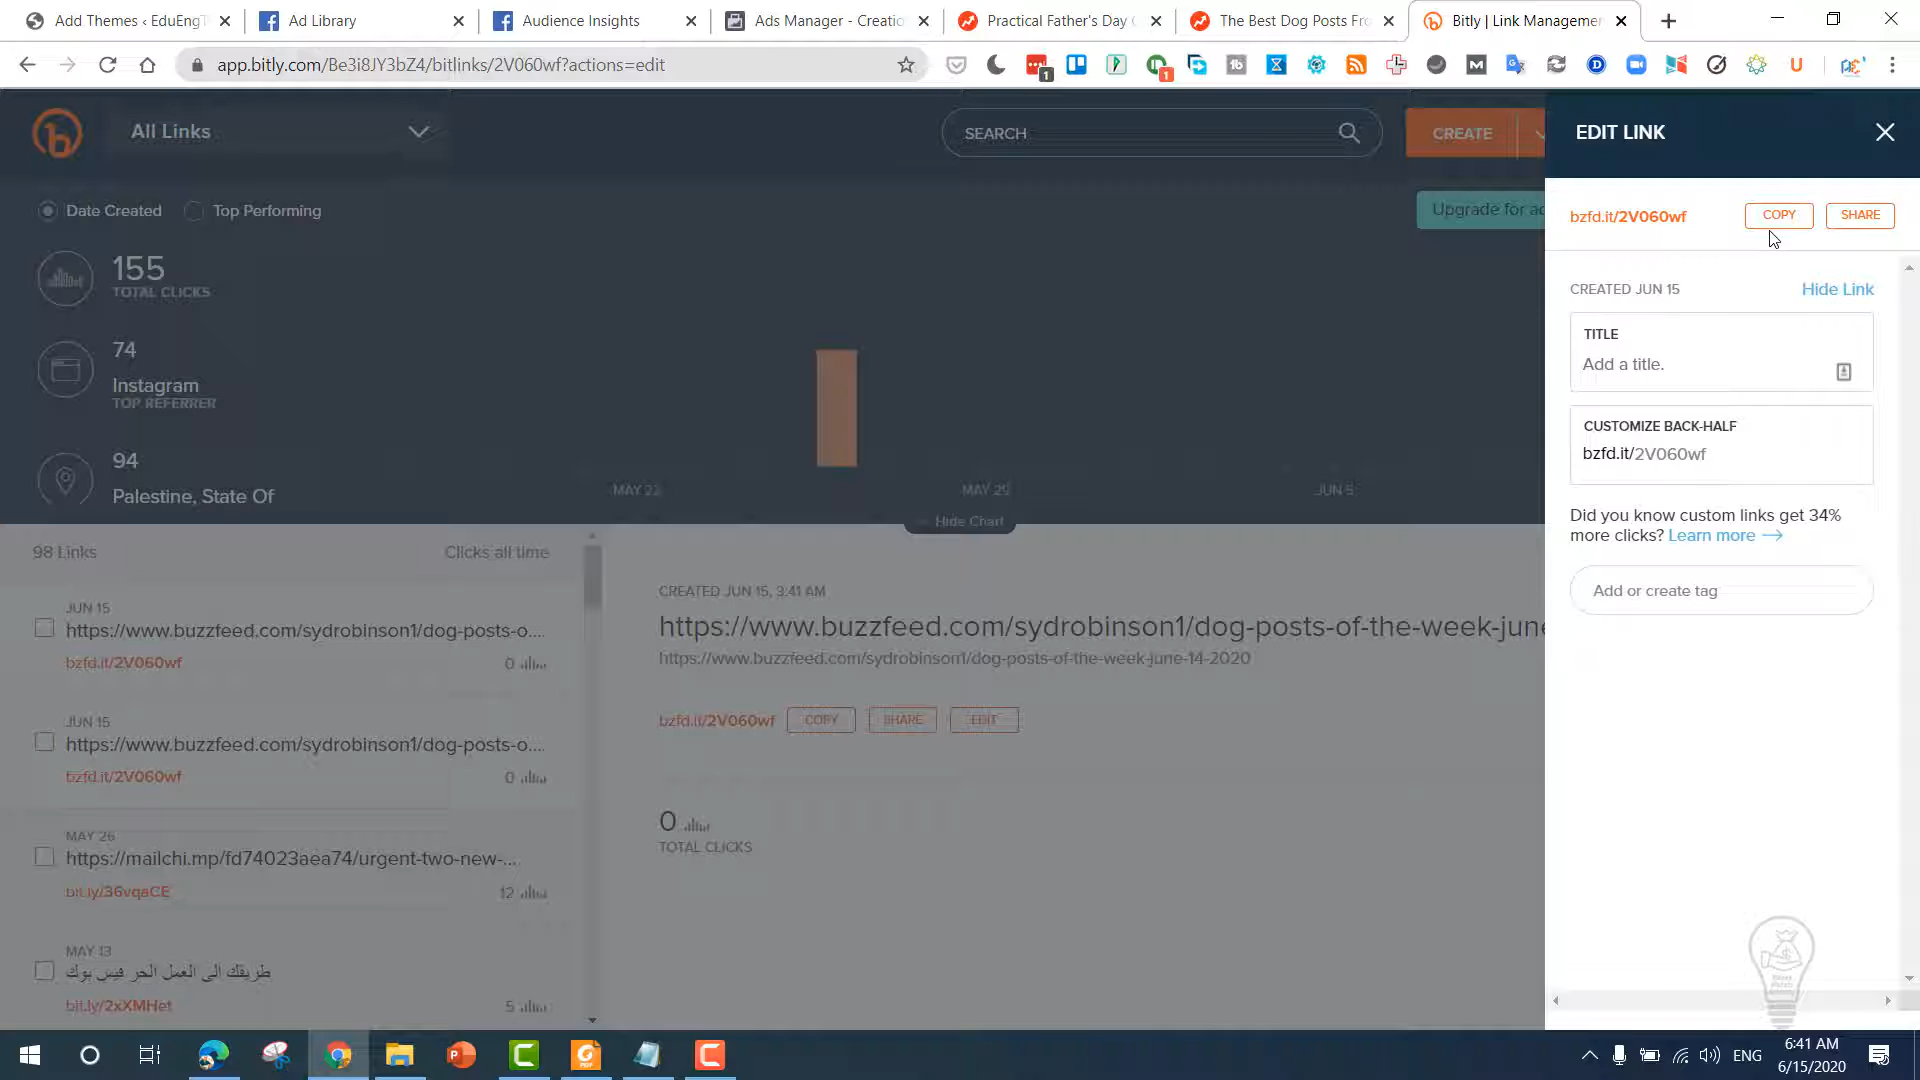 Add Themes ‹ EduEngT
Ad Library
Audience Insights
Ads Manager - Creatio
Practical Father's Day
The Best Dog Posts Fro
Bitly | Link Managemen
app.bitly.com/Be3i8JY3bZ4/bitlinks/2V060wf?actions=edit
All Links
SEARCH
CREATE
EDIT LINK
Date Created
Top Performing
Upgrade for ad
bzfd.it/2V060wf
COPY
SHARE
155
TOTAL CLICKS
CREATED JUN 15
Hide Link
TITLE
Add a title.
74
Instagram
TOP REFERRER
CUSTOMIZE BACK-HALF
bzfd.it/2V060wf
94
Palestine, State Of
MAY 22
MAY 29
JUN 5
Hide Chart
Did you know custom links get 34%
more clicks? Learn more →
Add or create tag
98 Links
Clicks all time
JUN 15
https://www.buzzfeed.com/sydrobinson1/dog-posts-o....
bzfd.it/2V060wf
0
JUN 15
https://www.buzzfeed.com/sydrobinson1/dog-posts-o....
bzfd.it/2V060wf
0
MAY 26
https://mailchi.mp/fd74023aea74/urgent-two-new-...
bit.ly/36vqaCE
12
MAY 13
طريقك الى العمل الحر فيس بوك
bit.ly/2xXMHet
5
CREATED JUN 15, 3:41 AM
https://www.buzzfeed.com/sydrobinson1/dog-posts-of-the-week-june
https://www.buzzfeed.com/sydrobinson1/dog-posts-of-the-week-june-14-2020
bzfd.it/2V060wf
COPY
SHARE
EDIT
0
TOTAL CLICKS
ENG
6:41 AM
6/15/2020